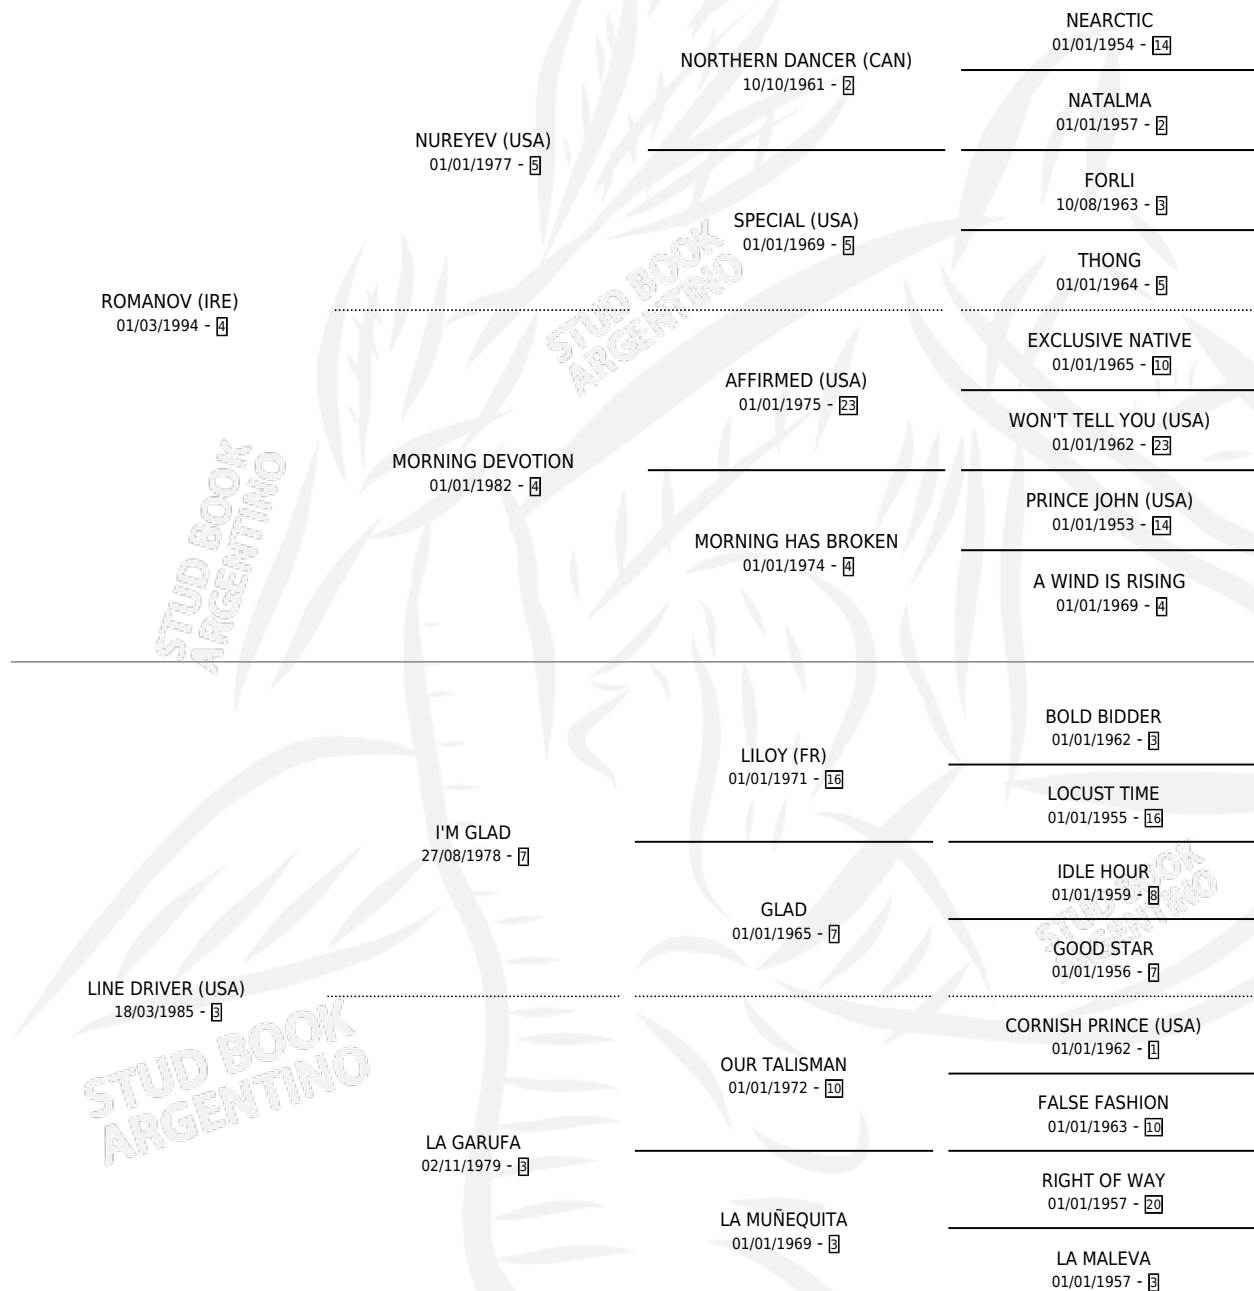 NEARCTIC
01/01/1954 - 14
NORTHERN DANCER (CAN)
10/10/1961 - 2
NATALMA
01/01/1957 - 2
NUREYEV (USA)
01/01/1977 - 5
FORLI
10/08/1963 - 3
SPECIAL (USA)
01/01/1969 - 5
THONG
01/01/1964 - 5
ROMANOV (IRE)
01/03/1994 - 4
EXCLUSIVE NATIVE
01/01/1965 - 10
AFFIRMED (USA)
01/01/1975 - 23
WON'T TELL YOU (USA)
01/01/1962 - 23
MORNING DEVOTION
01/01/1982 - 4
PRINCE JOHN (USA)
01/01/1953 - 14
MORNING HAS BROKEN
01/01/1974 - 4
A WIND IS RISING
01/01/1969 - 4
BOLD BIDDER
01/01/1962 - 3
LILOY (FR)
01/01/1971 - 16
LOCUST TIME
01/01/1955 - 16
I'M GLAD
27/08/1978 - 7
IDLE HOUR
01/01/1959 - 8
GLAD
01/01/1965 - 7
GOOD STAR
01/01/1956 - 7
LINE DRIVER (USA)
18/03/1985 - 3
CORNISH PRINCE (USA)
01/01/1962 - 1
OUR TALISMAN
01/01/1972 - 10
FALSE FASHION
01/01/1963 - 10
LA GARUFA
02/11/1979 - 3
RIGHT OF WAY
01/01/1957 - 20
LA MUÑEQUITA
01/01/1969 - 3
LA MALEVA
01/01/1957 - 3
STUD BOOK
ARGENTINO
STUD BOOK
ARGENTINO
STUD BOOK
ARGENTINO
STUD BOOK
ARGENTINO